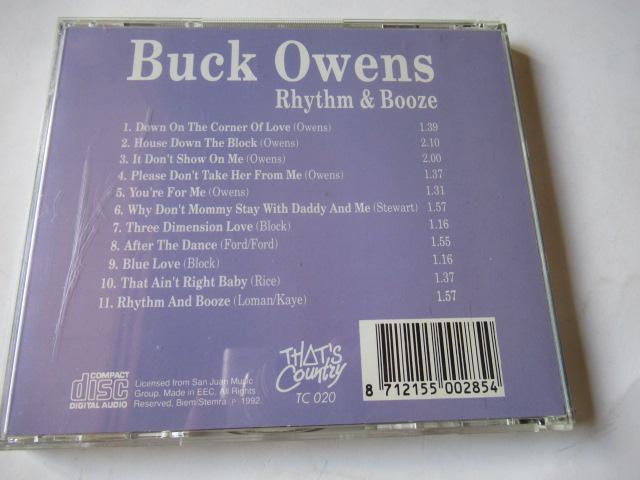 Buck Owens
Rhythm & Booze
1. Down On The Corner Of Love (Owens) 1.39
2. House Down The Block (Owens) 2.10
3. It Don't Show On Me (Owens) 2.00
4. Please Don't Take Her From Me (Owens) 1.37
5. You're For Me (Owens) 1.31
6. Why Don't Mommy Stay With Daddy And Me (Stewart) 1.57
7. Three Dimension Love (Block) 1.16
8. After The Dance (Ford/Ford) 1.55
9. Blue Love (Block) 1.16
10. That Ain't Right Baby (Rice) 1.37
11. Rhythm And Booze (Loman/Kaye) 1.57
COMPACT
disc
DIGITAL AUDIO
Licensed from San Juan Music
Group. Made in EEC. All Rights
Reserved. Biem/Stemra ℗ 1992
THAT'S
Country
TC 020
8 712155 002854